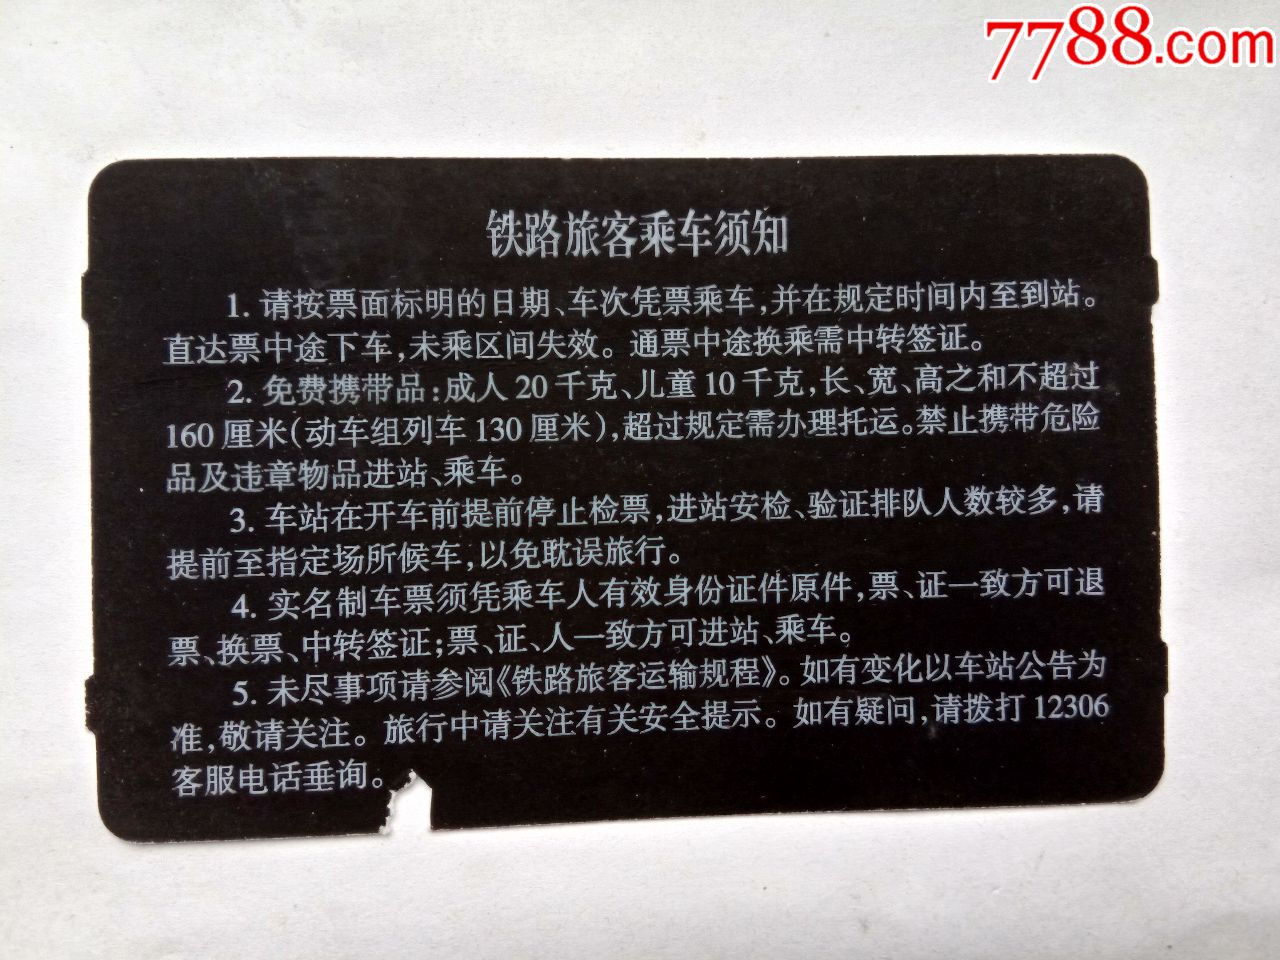 7788.com
铁路旅客乘车须知
1. 请按票面标明的日期、车次凭票乘车,并在规定时间内至到站。
直达票中途下车,未乘区间失效。通票中途换乘需中转签证。
2. 免费携带品:成人20千克、儿童10千克,长、宽、高之和不超过
160厘米(动车组列车130厘米),超过规定需办理托运。禁止携带危险
品及违章物品进站、乘车。
3. 车站在开车前提前停止检票,进站安检、验证排队人数较多,请
提前至指定场所候车,以免耽误旅行。
4. 实名制车票须凭乘车人有效身份证件原件,票、证一致方可退
票、换票、中转签证;票、证、人一致方可进站、乘车。
5. 未尽事项请参阅《铁路旅客运输规程》。如有变化以车站公告为
准,敬请关注。旅行中请关注有关安全提示。如有疑问,请拨打12306
客服电话垂询。